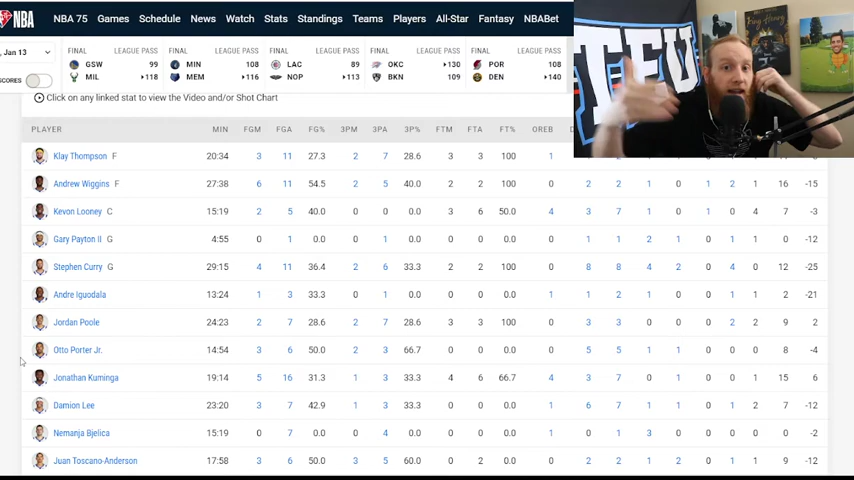 NBA NBA 75 Games Schedule News Watch Stats Standings Teams Players All-Star Fantasy NBABet
, Jan 13 FINAL LEAGUE PASS FINAL LEAGUE PASS FINAL LEAGUE PASS FINAL LEAGUE PASS FINAL LEAGUE PASS
GSW 99 MIN 108 LAC 89 OKC 130 POR 108
SCORES MIL 118 MEM 116 NOP 113 BKN 109 DEN 140
TFU
Click on any linked stat to view the Video and/or Shot Chart
PLAYER MIN FGM FGA FG% 3PM 3PA 3P% FTM FTA FT% OREB
Klay Thompson F 20:34 3 11 27.3 2 7 28.6 3 3 100 1
Andrew Wiggins F 27:38 6 11 54.5 2 5 40.0 2 2 100 0 2 2 1 0 1 2 1 16 -15
Kevon Looney C 15:19 2 5 40.0 0 0 0.0 3 6 50.0 4 3 7 1 0 1 0 4 7 -3
Gary Payton II G 4:55 0 1 0.0 0 1 0.0 0 0 0.0 0 1 1 2 1 0 1 1 0 -12
Stephen Curry G 29:15 4 11 36.4 2 6 33.3 2 2 100 0 8 8 4 2 0 4 0 12 -25
Andre Iguodala 13:24 1 3 33.3 0 1 0.0 0 0 0.0 1 1 2 1 0 0 1 1 2 -21
Jordan Poole 24:23 2 7 28.6 2 7 28.6 3 3 100 0 3 3 0 0 0 2 2 9 2
Otto Porter Jr. 14:54 3 6 50.0 2 3 66.7 0 0 0.0 0 5 5 1 1 0 0 0 8 -4
Jonathan Kuminga 19:14 5 16 31.3 1 3 33.3 4 6 66.7 4 3 7 0 1 0 1 1 15 6
Damion Lee 23:20 3 7 42.9 1 3 33.3 0 0 0.0 1 6 7 1 1 0 1 2 7 -12
Nemanja Bjelica 15:19 0 7 0.0 0 4 0.0 0 0 0.0 1 0 1 3 0 0 0 0 0 -2
Juan Toscano-Anderson 17:58 3 6 50.0 3 5 60.0 0 2 0.0 0 2 2 1 2 0 1 1 9 -12